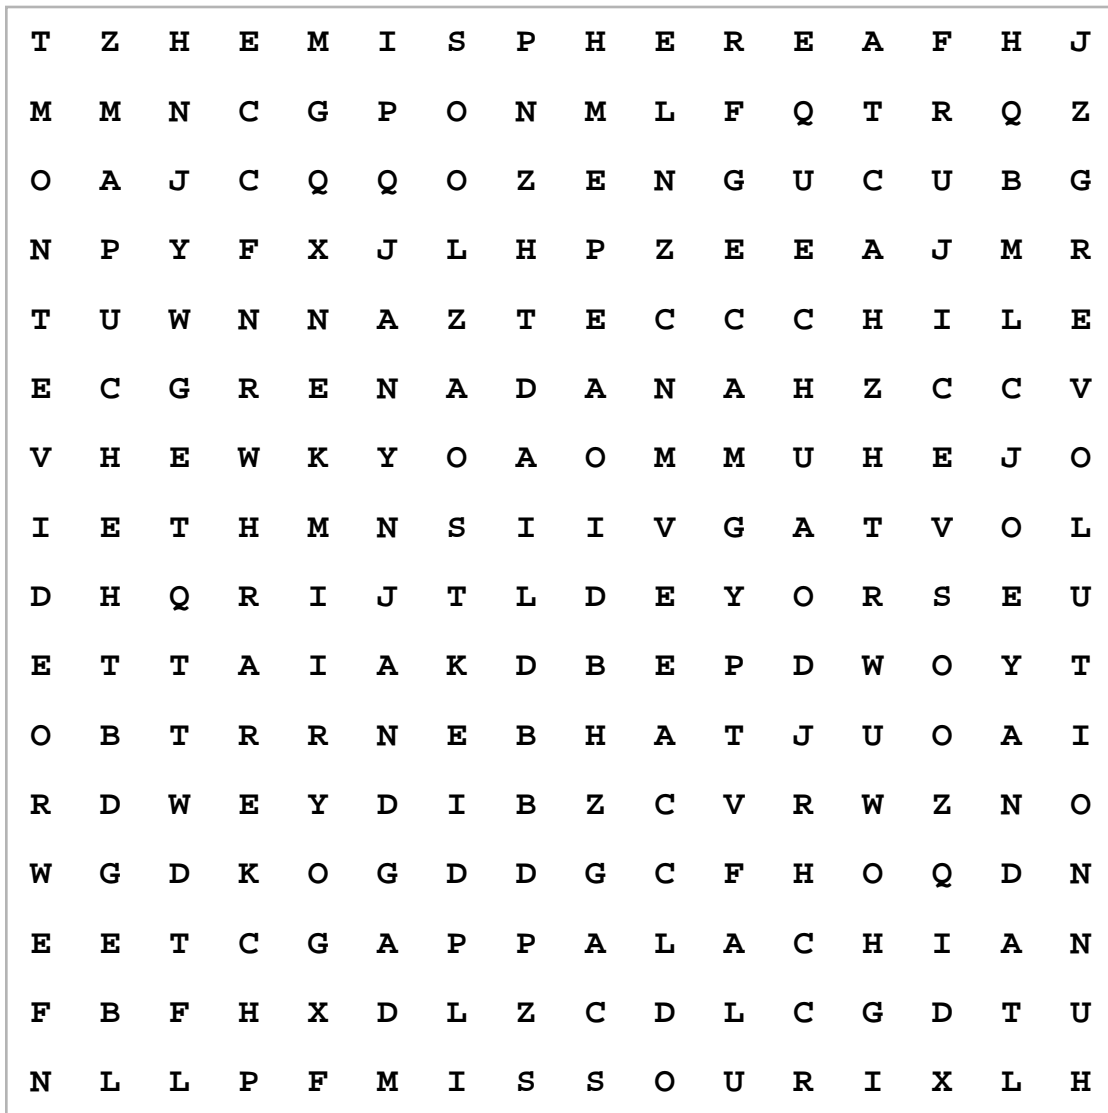 T Z H E M I S P H E R E A F H J
M M N C G P O N M L F Q T R Q Z
O A J C Q Q O Z E N G U C U B G
N P Y F X J L H P Z E E A J M R
T U W N N A Z T E C C C H I L E
E C G R E N A D A N A H Z C C V
V H E W K Y O A O M M U H E J O
I E T H M N S I I V G A T V O L
D H Q R I J T L D E Y O R S E U
E T T A I A K D B E P D W O Y T
O B T R R N E B H A T J U O A I
R D W E Y D I B Z C V R W Z N O
W G D K O G D D G C F H O Q D N
E E T C G A P P A L A C H I A N
F B F H X D L Z C D L C G D T U
N L L P F M I S S O U R I X L H